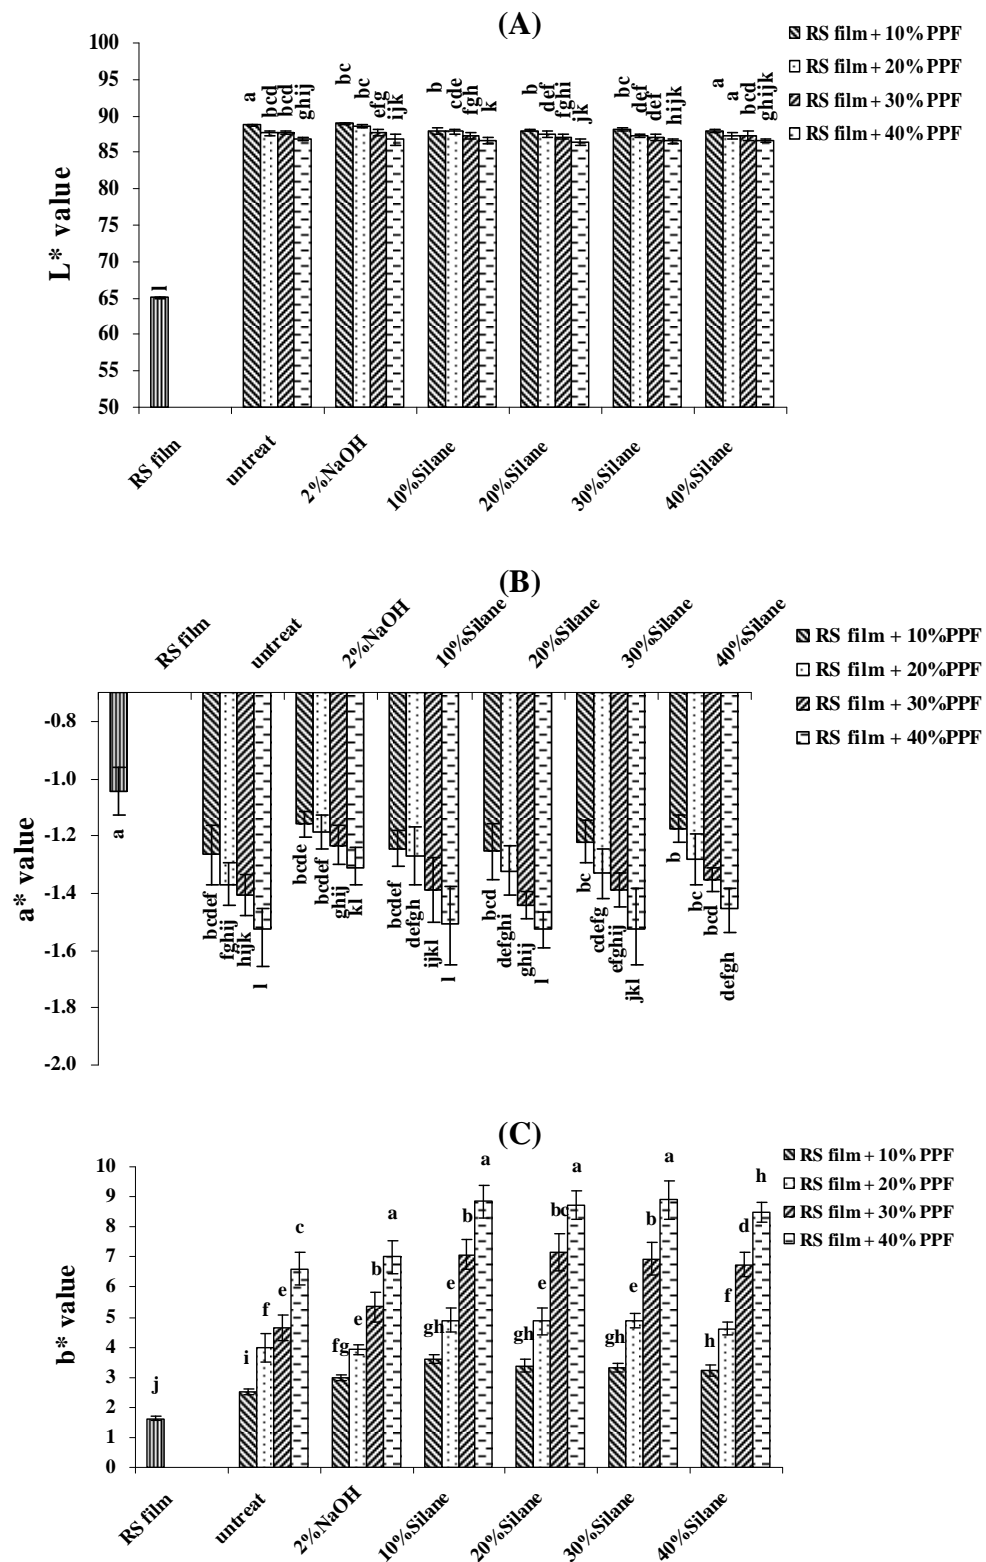 (A)
RS film + 10% PPF
RS film + 20% PPF
RS film + 30% PPF
RS film + 40% PPF
L* value
100
95
90
85
80
75
70
65
60
55
50
l
a bcd bcd ghij
bc bc efg ijk
b cde fgh k
b def fghi jk
bc def def hijk
a a bcd ghijk
RS film untreat 2%NaOH 10%Silane 20%Silane 30%Silane 40%Silane
(B)
RS film untreat 2%NaOH 10%Silane 20%Silane 30%Silane 40%Silane
RS film + 10%PPF
RS film + 20%PPF
RS film + 30%PPF
RS film + 40%PPF
a* value
-0.8
-1.0
-1.2
-1.4
-1.6
-1.8
-2.0
a
bcdef fghij hijk l
bcde bcdef ghij kl
bcdef defgh ijkl l
bcd defghi ghij l
bc cdefg efghij jkl
b bc bcd defgh
(C)
RS film + 10% PPF
RS film + 20% PPF
RS film + 30% PPF
RS film + 40% PPF
b* value
10
9
8
7
6
5
4
3
2
1
0
j
i f e c
fg e b a
gh e b a
gh e bc a
gh e b a
h f d h
RS film untreat 2%NaOH 10%Silane 20%Silane 30%Silane 40%Silane